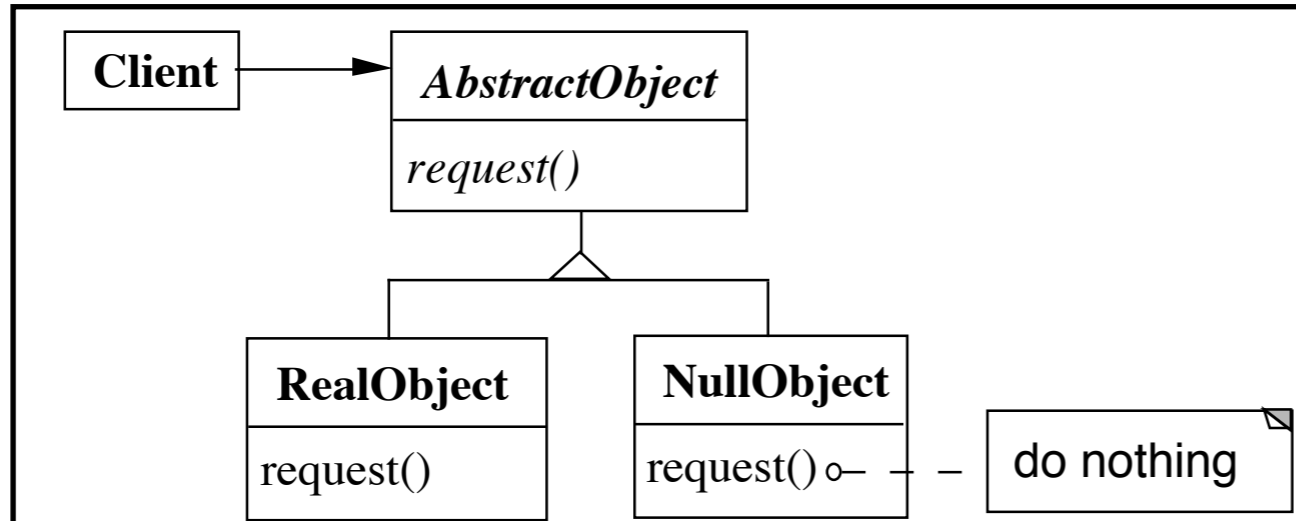 Client
AbstractObject
request()
RealObject
request()
NullObject
request()
do nothing